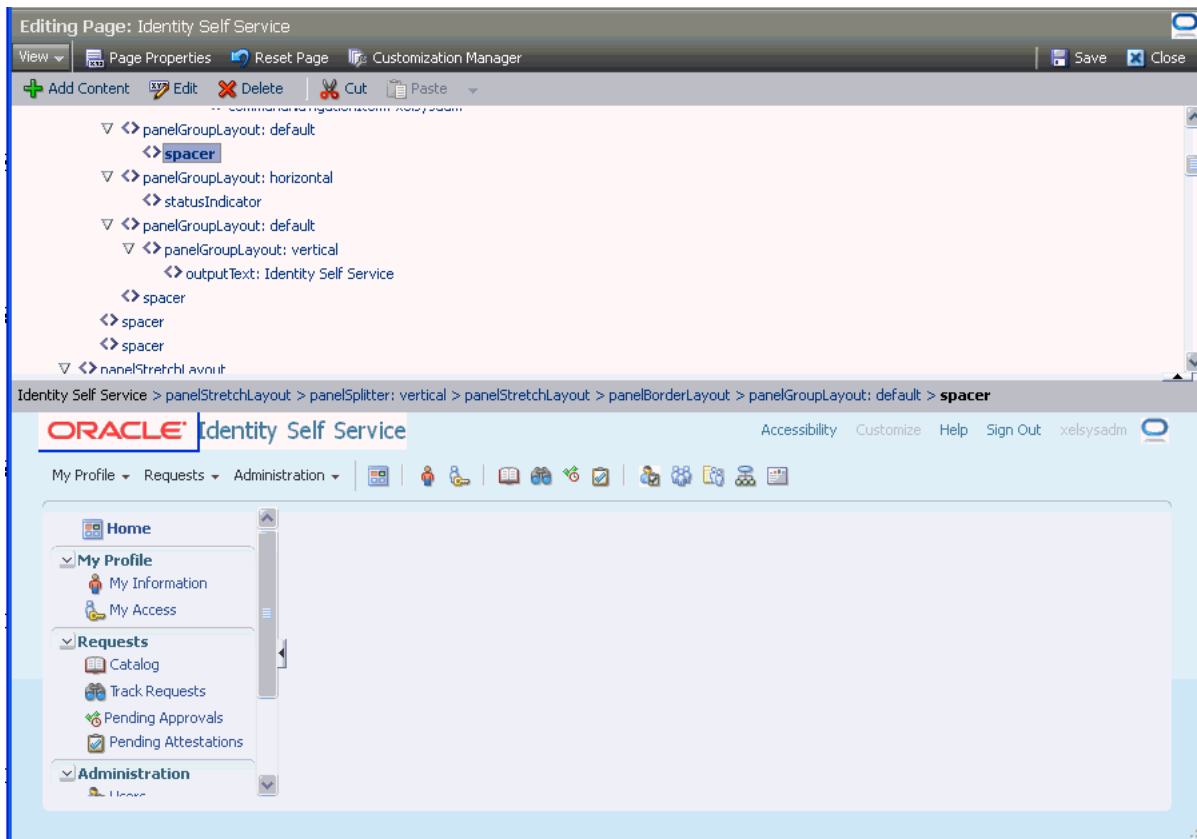 Editing Page: Identity Self Service
View Page Properties Reset Page Customization Manager Save Close
Add Content Edit Delete Cut Paste
commandNavigationItem: xelsysadm
panelGroupLayout: default
spacer
panelGroupLayout: horizontal
statusIndicator
panelGroupLayout: default
panelGroupLayout: vertical
outputText: Identity Self Service
spacer
spacer
spacer
panelStretchLayout
Identity Self Service > panelStretchLayout > panelSplitter: vertical > panelStretchLayout > panelBorderLayout > panelGroupLayout: default > spacer
ORACLE Identity Self Service Accessibility Customize Help Sign Out xelsysadm
My Profile Requests Administration
Home
My Profile
My Information
My Access
Requests
Catalog
Track Requests
Pending Approvals
Pending Attestations
Administration
Users